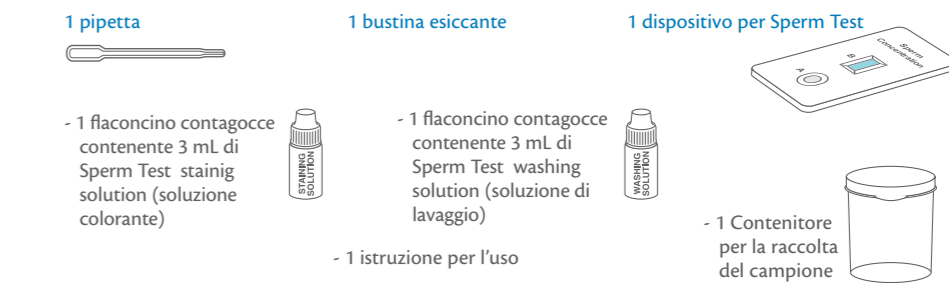 1 pipetta
1 bustina esiccante
1 dispositivo per Sperm Test
A
B
Sperm
Concentration
- 1 flaconcino contagocce
contenente 3 mL di
Sperm Test stainig
solution (soluzione
colorante)
STAINING
SOLUTION
- 1 flaconcino contagocce
contenente 3 mL di
Sperm Test washing
solution (soluzione di
lavaggio)
WASHING
SOLUTION
- 1 Contenitore
per la raccolta
del campione
- 1 istruzione per l'uso